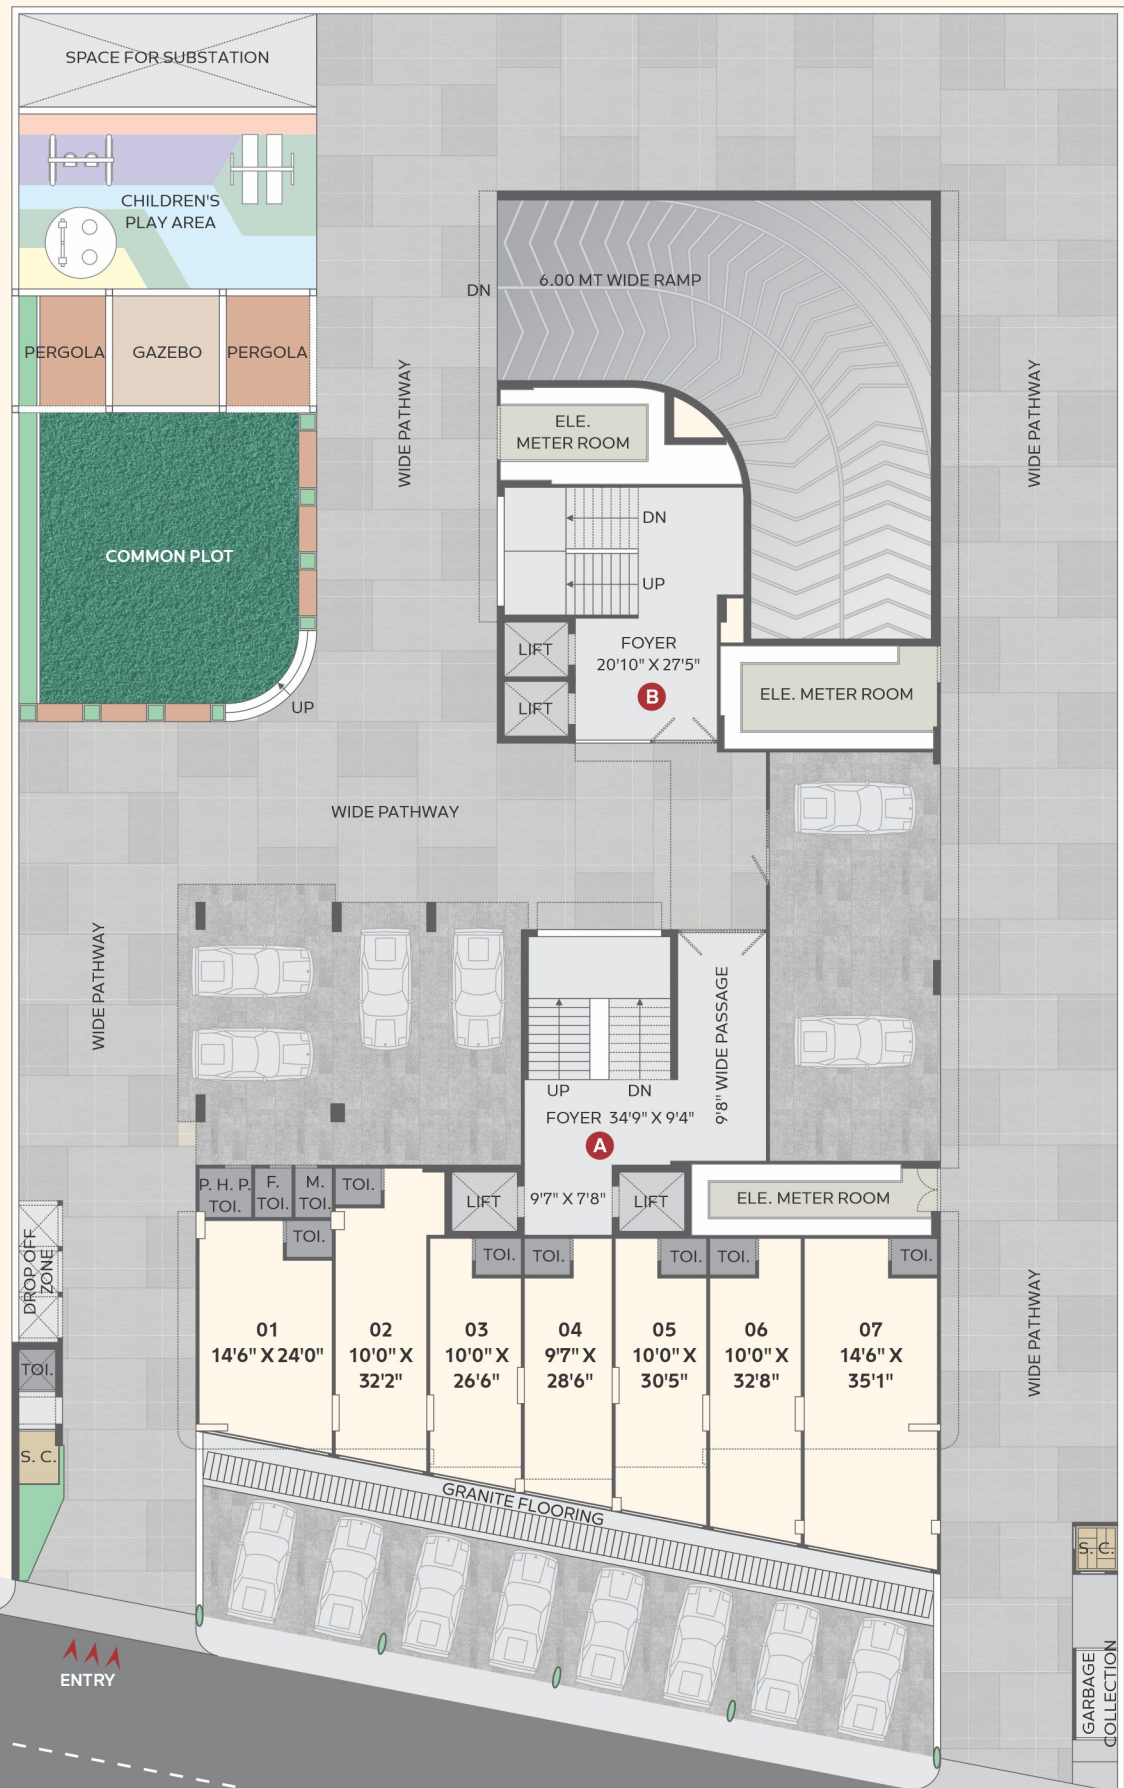 SPACE FOR SUBSTATION
CHILDREN'S
PLAY AREA
6.00 MT WIDE RAMP
DN
PERGOLA
GAZEBO
PERGOLA
WIDE PATHWAY
WIDE PATHWAY
ELE.
METER ROOM
DN
UP
COMMON PLOT
LIFT
FOYER
20'10" X 27'5"
B
LIFT
ELE. METER ROOM
UP
WIDE PATHWAY
WIDE PATHWAY
9'8" WIDE PASSAGE
UP
DN
FOYER 34'9" X 9'4"
A
P. H. P.
TOI.
F.
TOI.
M.
TOI.
TOI.
TOI.
LIFT
9'7" X 7'8"
LIFT
ELE. METER ROOM
TOI.
TOI.
TOI.
TOI.
TOI.
DROP OFF
ZONE
TOI.
S. C.
01
14'6" X 24'0"
02
10'0" X
32'2"
03
10'0" X
26'6"
04
9'7" X
28'6"
05
10'0" X
30'5"
06
10'0" X
32'8"
07
14'6" X
35'1"
WIDE PATHWAY
GRANITE FLOORING
S. C.
ENTRY
GARBAGE
COLLECTION